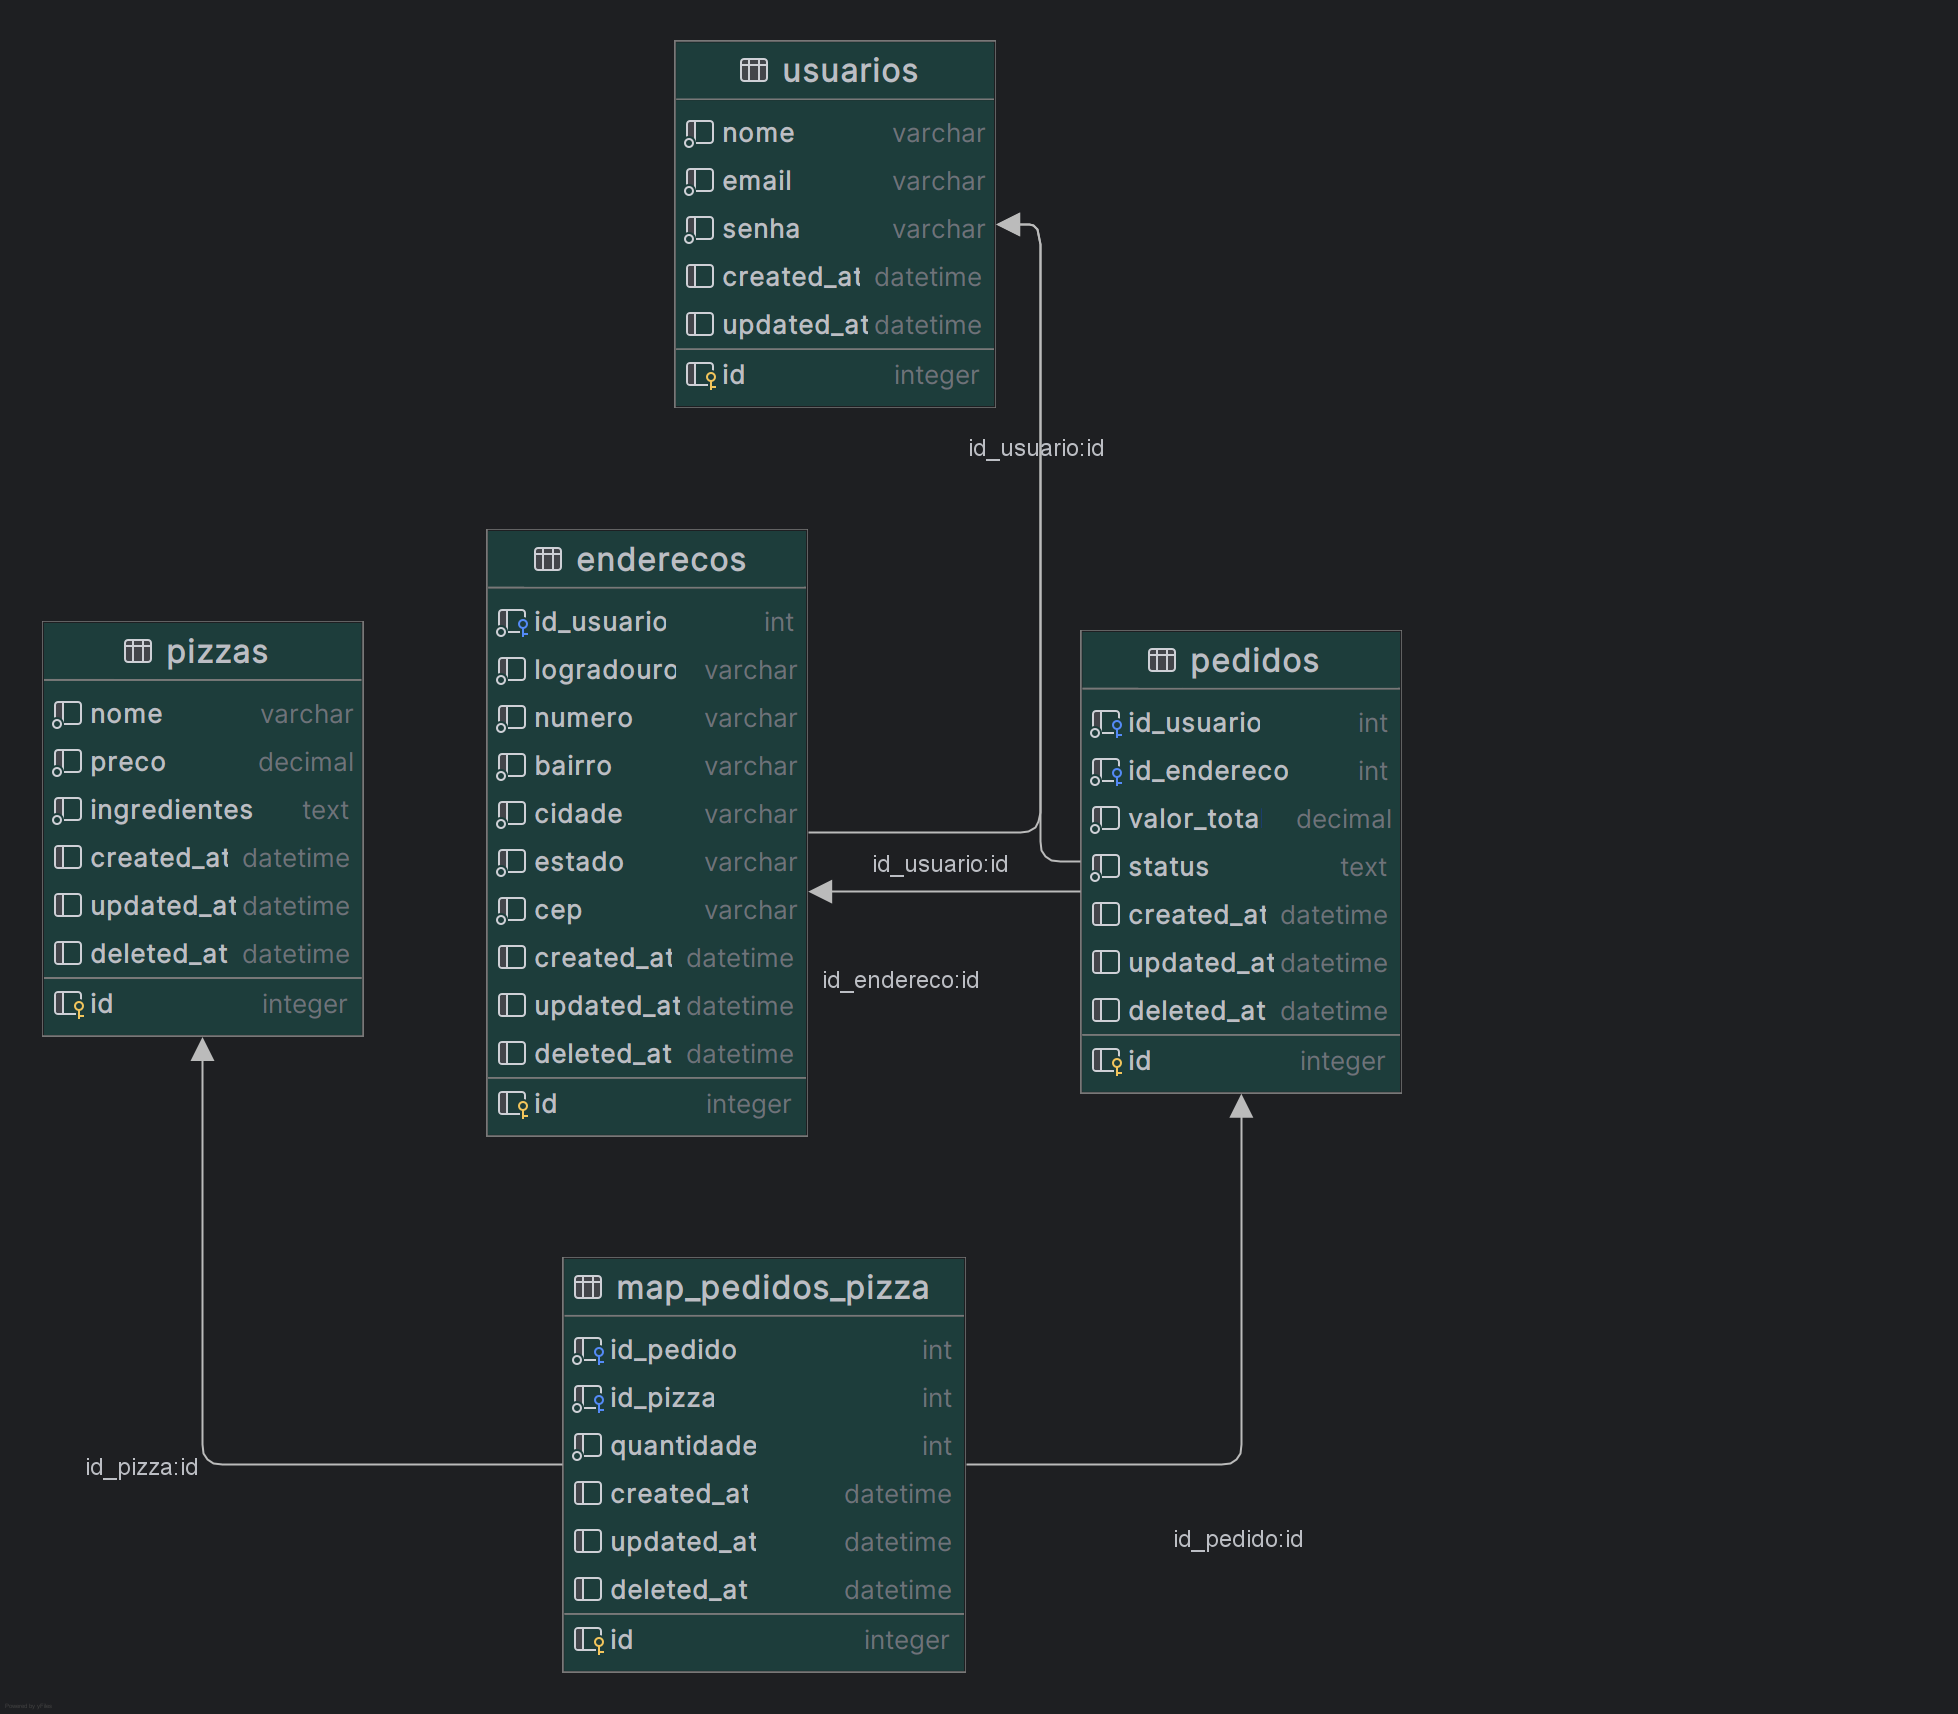 usuarios
nome varchar
email varchar
senha varchar
created_at datetime
updated_at datetime
id integer
id_usuario:id
enderecos
id_usuario int
logradouro varchar
numero varchar
bairro varchar
cidade varchar
estado varchar
cep varchar
created_at datetime
updated_at datetime
deleted_at datetime
id integer
pizzas
nome varchar
preco decimal
ingredientes text
created_at datetime
updated_at datetime
deleted_at datetime
id integer
pedidos
id_usuario int
id_endereco int
valor_tota decimal
status text
created_at datetime
updated_at datetime
deleted_at datetime
id integer
id_usuario:id
id_endereco:id
map_pedidos_pizza
id_pedido int
id_pizza int
quantidade int
created_at datetime
updated_at datetime
deleted_at datetime
id integer
id_pizza:id
id_pedido:id
Powered by yFiles